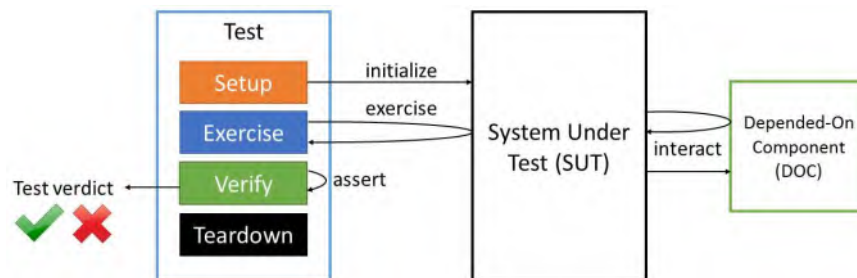 Test
Setup
initialize
Exercise
exercise
Verify
assert
Teardown
Test verdict
System Under
Test (SUT)
interact
Depended-On
Component
(DOC)